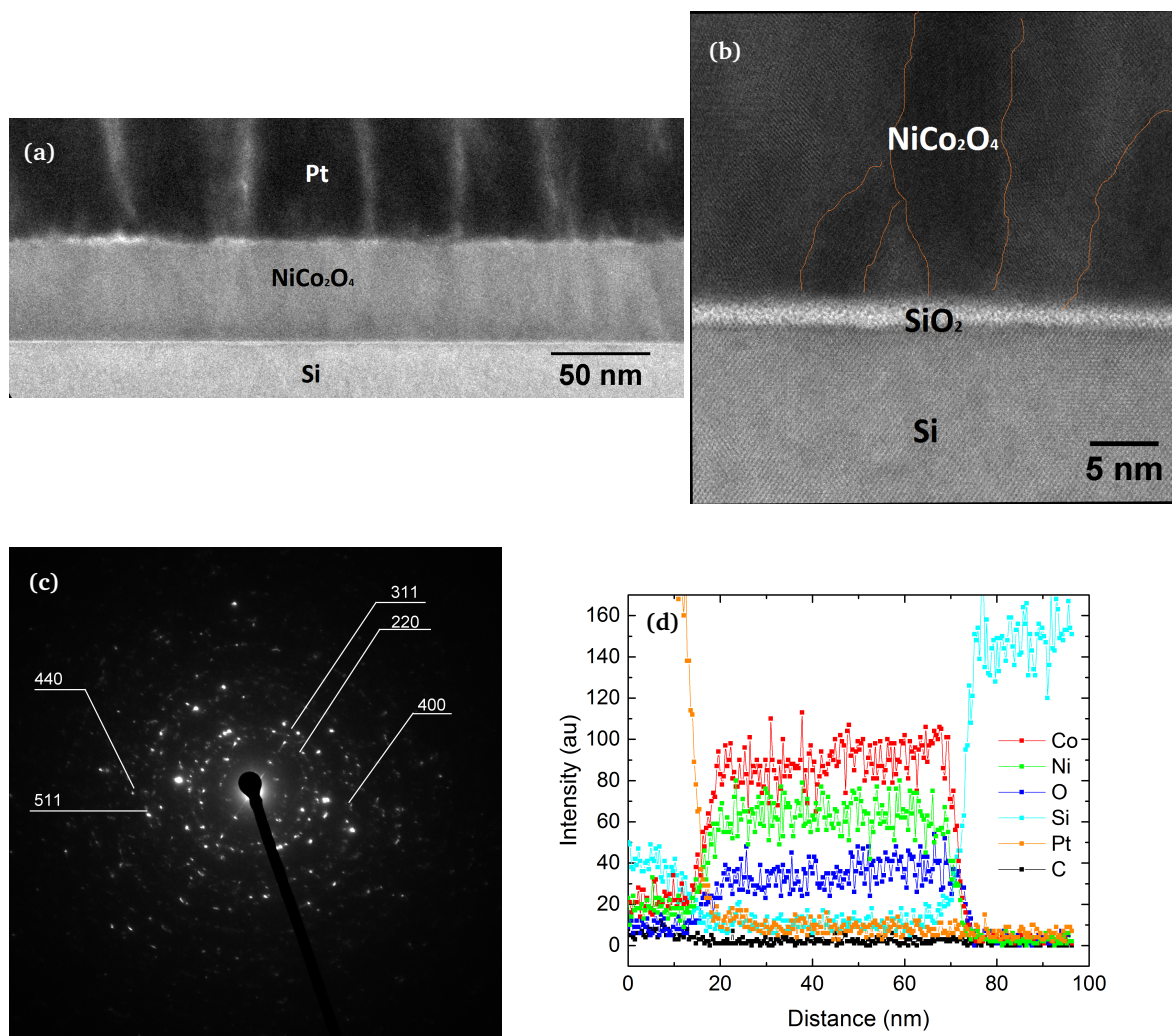 (a)
Pt
NiCo₂O₄
Si
50 nm
(b)
NiCo₂O₄
SiO₂
Si
5 nm
(c)
311
220
440
400
511
(d)
160
140
120
100
80
60
40
20
0
Intensity (au)
Co
Ni
O
Si
Pt
C
0 20 40 60 80 100
Distance (nm)